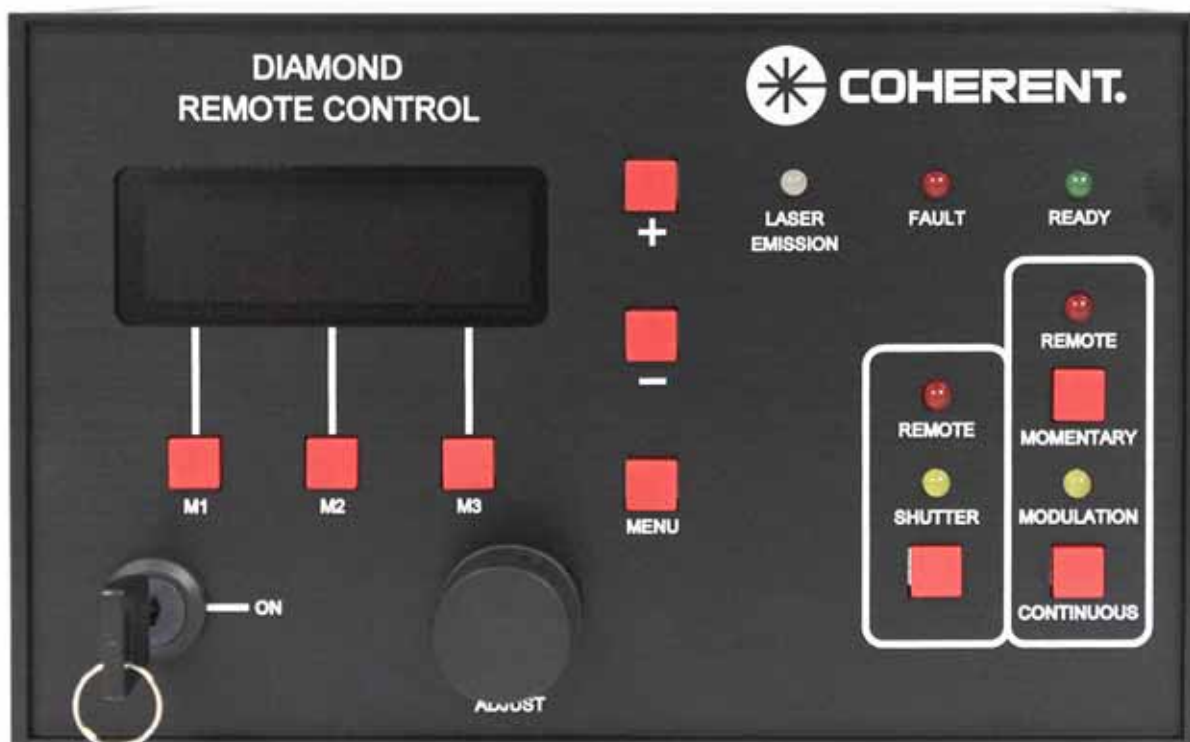 DIAMOND
REMOTE CONTROL
COHERENT.
+
LASER
EMISSION
FAULT
READY
REMOTE
−
REMOTE
MOMENTARY
M1
M2
M3
MENU
SHUTTER
MODULATION
ON
CONTINUOUS
ADJUST